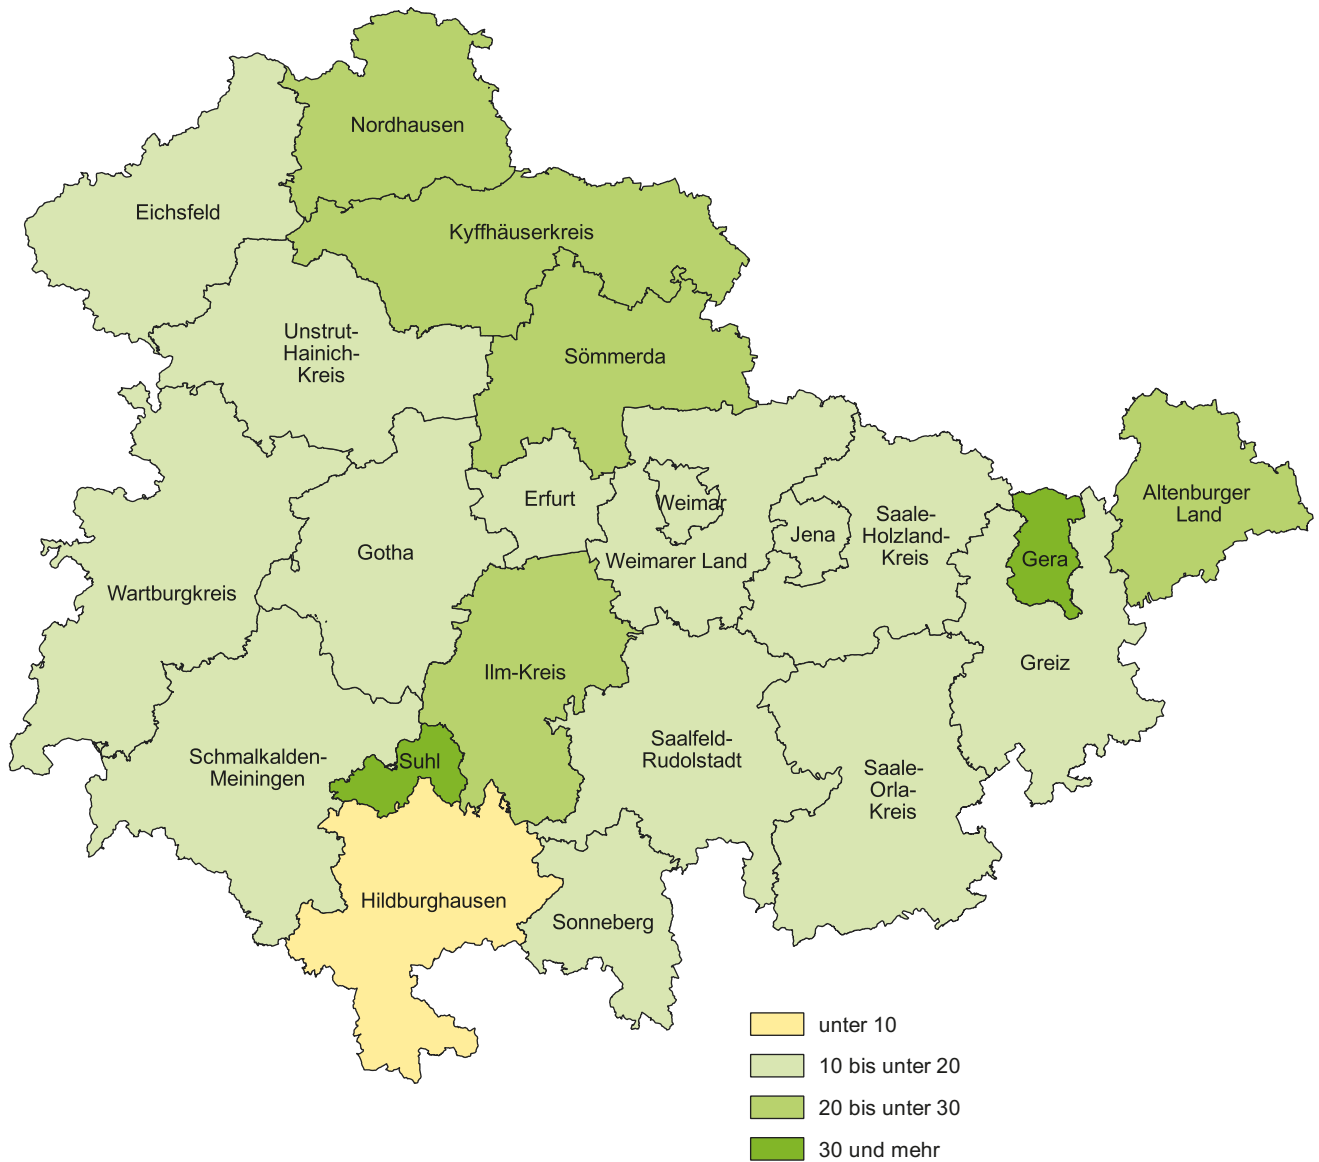 Nordhausen
Eichsfeld
Kyffhäuserkreis
Unstrut-
Hainich-
Kreis
Sömmerda
Altenburger
Land
Erfurt
Weimar
Saale-
Holzland-
Kreis
Jena
Gotha
Weimarer Land
Gera
Wartburgkreis
Greiz
Ilm-Kreis
Saalfeld-
Rudolstadt
Schmalkalden-
Meiningen
Suhl
Saale-
Orla-
Kreis
Hildburghausen
Sonneberg
unter 10
10 bis unter 20
20 bis unter 30
30 und mehr